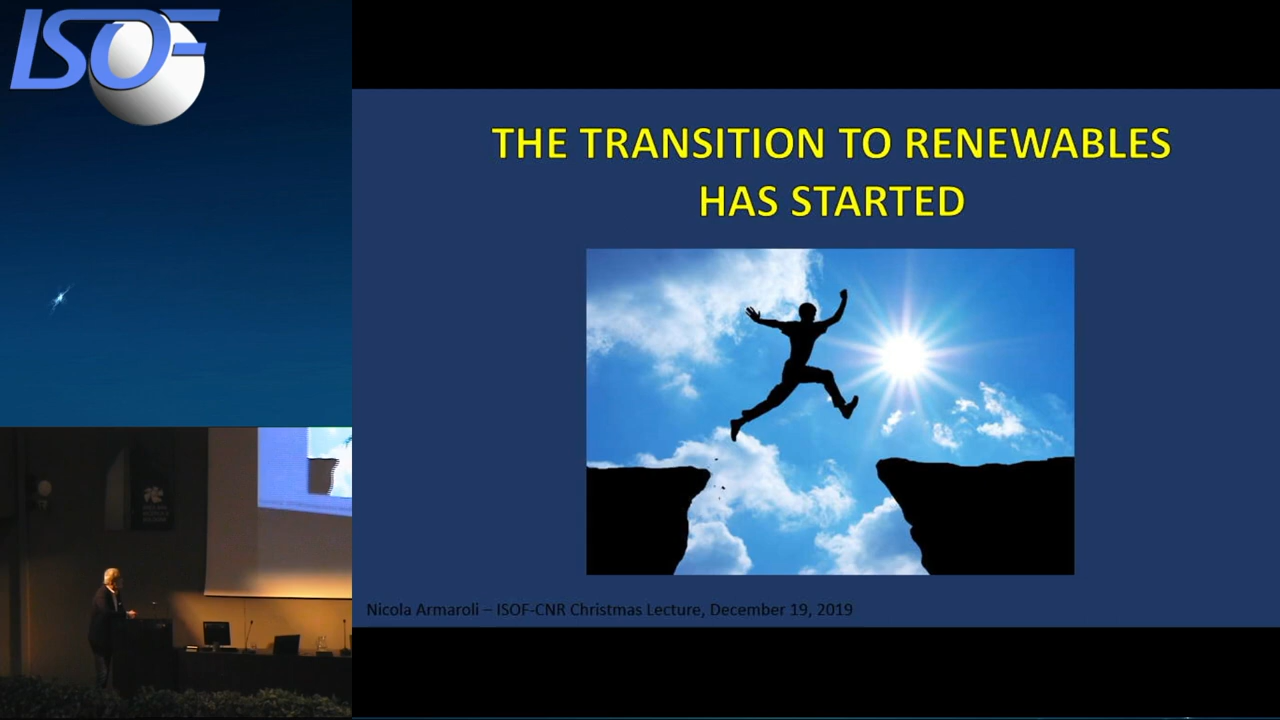 ISOF
THE TRANSITION TO RENEWABLES
HAS STARTED
Nicola Armaroli – ISOF-CNR Christmas Lecture, December 19, 2019